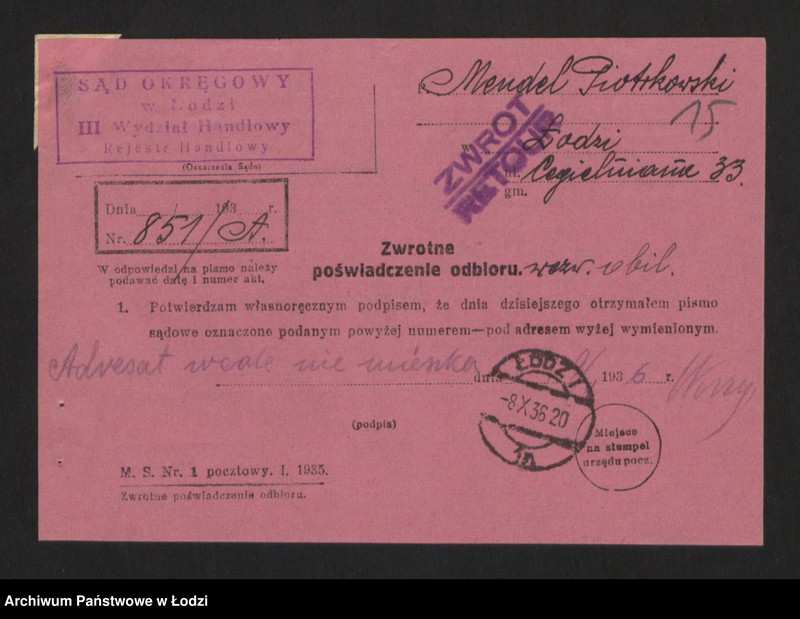 SĄD OKRĘGOWY
w Łodzi
III Wydział Handlowy
Rejestr Handlowy
(Oznaczenie Sądu)
P. Mendel Piotrkowski
15
ZWROT
RETOUR
w Łodzi
ul. Cegielniana 33.
gm.
Dnia 193 r.
Nr. 851/A.
W odpowiedzi na pismo należy
podawać datę i numer akt.
Zwrotne
poświadczenie odbioru. wezw. o bil.
1. Potwierdzam własnoręcznym podpisem, że dnia dzisiejszego otrzymałem pismo
sądowe oznaczone podanym powyżej numerem—pod adresem wyżej wymienionym.
Adresat wcale nie mieszka
dnia 1936 r.
ŁÓDŹ 1
-8.X.36.20
(podpis)
Miejsce
na stempel
urzędu pocz.
M. S. Nr. 1 pocztowy. I. 1935.
Zwrotne poświadczenie odbioru.
Archiwum Państwowe w Łodzi